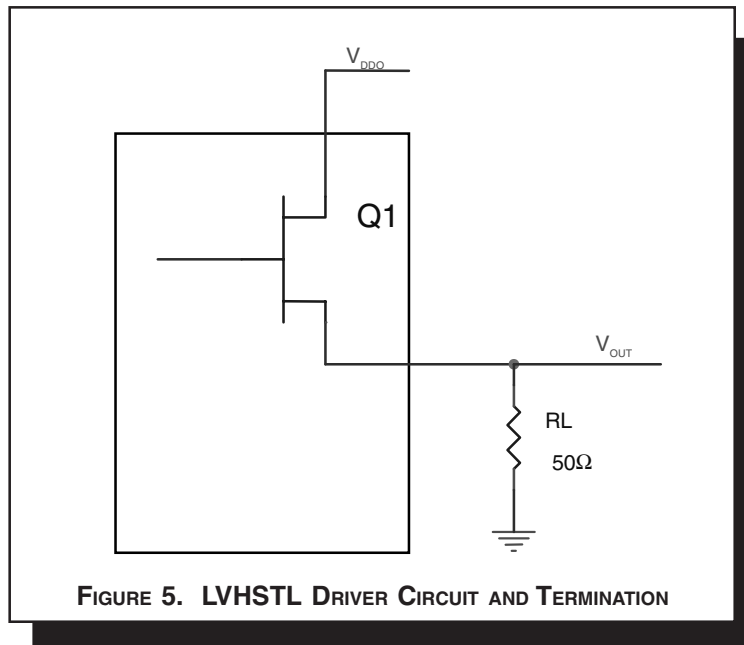 VDDO
Q1
VOUT
RL
50Ω
FIGURE 5. LVHSTL DRIVER CIRCUIT AND TERMINATION